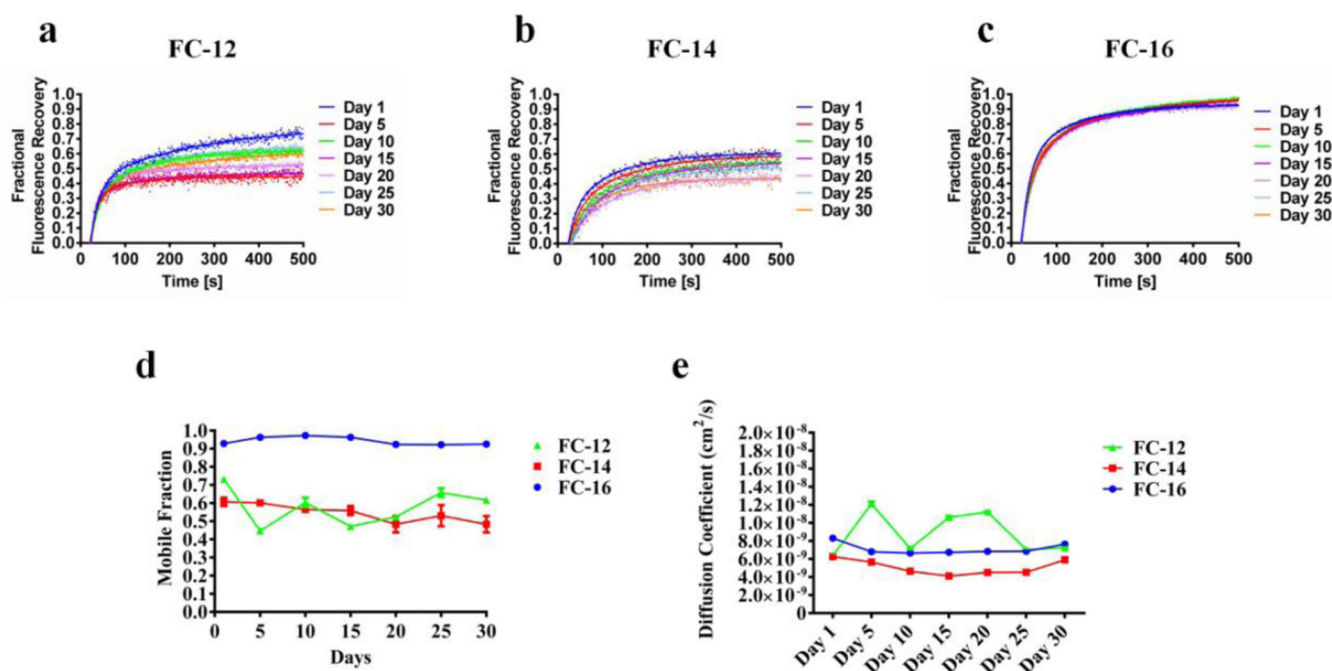 a
FC-12
Fractional
Fluorescence Recovery
1.0
0.9
0.8
0.7
0.6
0.5
0.4
0.3
0.2
0.1
0.0
0
100
200
300
400
500
Time [s]
Day 1
Day 5
Day 10
Day 15
Day 20
Day 25
Day 30
b
FC-14
Fractional
Fluorescence Recovery
1.0
0.9
0.8
0.7
0.6
0.5
0.4
0.3
0.2
0.1
0.0
0
100
200
300
400
500
Time [s]
Day 1
Day 5
Day 10
Day 15
Day 20
Day 25
Day 30
c
FC-16
Fractional
Fluorescence Recovery
1.0
0.9
0.8
0.7
0.6
0.5
0.4
0.3
0.2
0.1
0.0
0
100
200
300
400
500
Time [s]
Day 1
Day 5
Day 10
Day 15
Day 20
Day 25
Day 30
d
Mobile Fraction
1.0
0.9
0.8
0.7
0.6
0.5
0.4
0.3
0.2
0.1
0.0
0
5
10
15
20
25
30
Days
FC-12
FC-14
FC-16
e
Diffusion Coefficient (cm²/s)
2.0×10⁻⁸
1.8×10⁻⁸
1.6×10⁻⁸
1.4×10⁻⁸
1.2×10⁻⁸
1.0×10⁻⁸
8.0×10⁻⁹
6.0×10⁻⁹
4.0×10⁻⁹
2.0×10⁻⁹
0
Day 1
Day 5
Day 10
Day 15
Day 20
Day 25
Day 30
FC-12
FC-14
FC-16